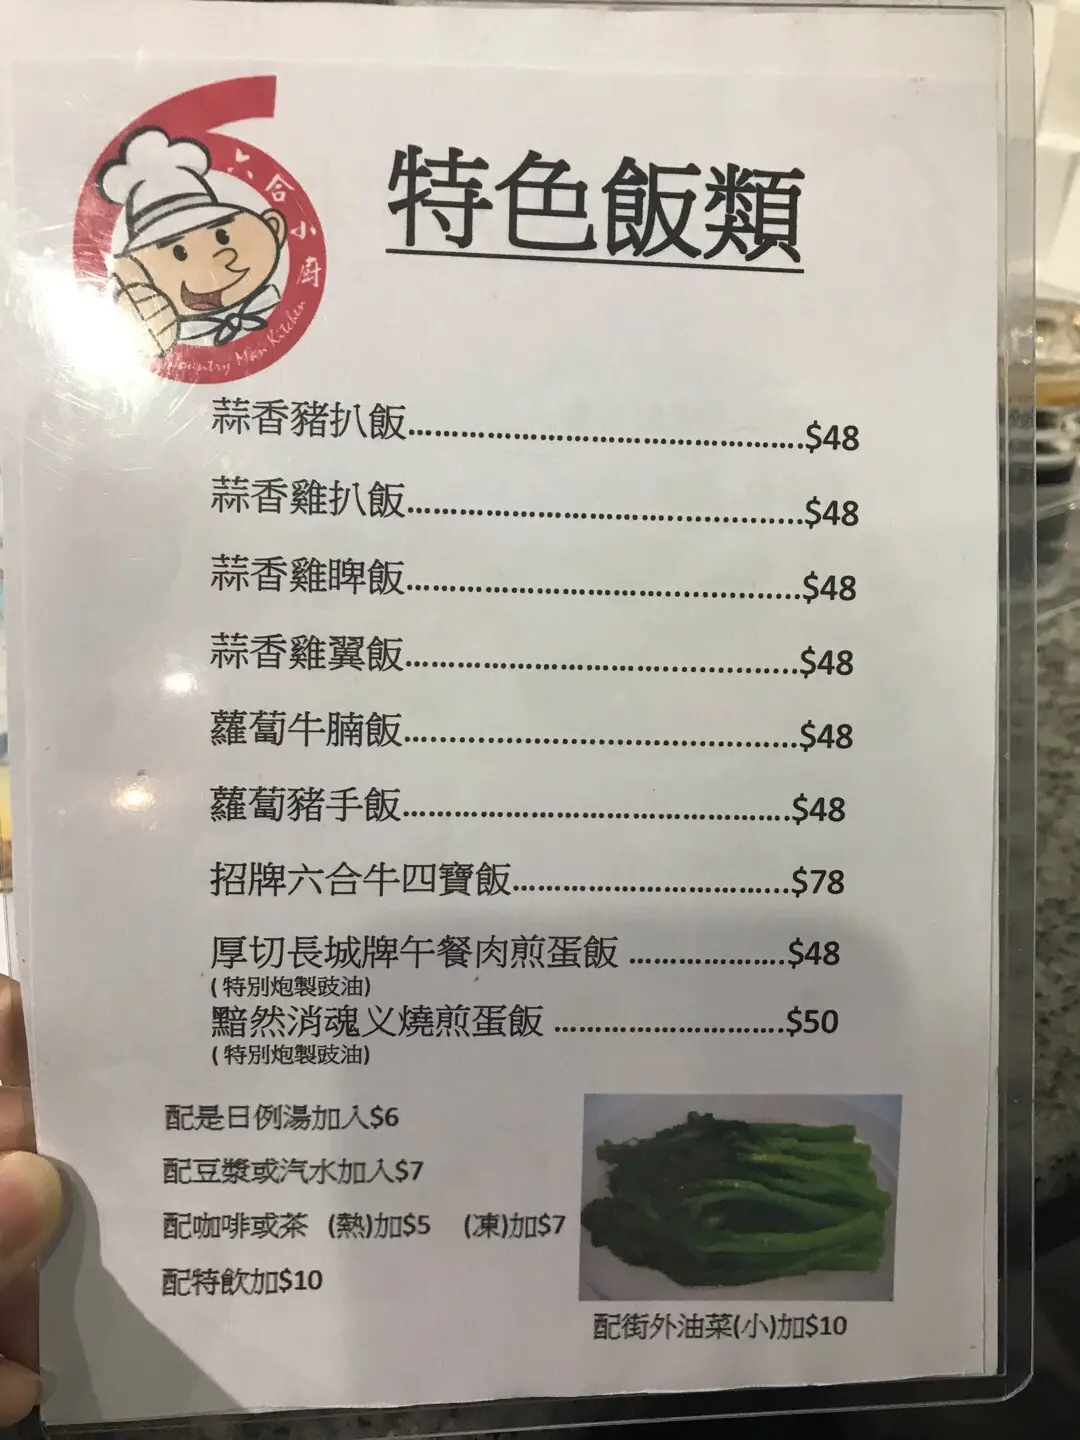 六合小廚
Country Man Kitchen
特色飯類
蒜香豬扒飯................................................$48
蒜香雞扒飯................................................$48
蒜香雞脾飯................................................$48
蒜香雞翼飯................................................$48
蘿蔔牛腩飯................................................$48
蘿蔔豬手飯................................................$48
招牌六合牛四寶飯..................................$78
厚切長城牌午餐肉煎蛋飯 ...................$48
(特別炮製豉油)
黯然消魂义燒煎蛋飯 ............................$50
(特別炮製豉油)
配是日例湯加入$6
配豆漿或汽水加入$7
配咖啡或茶 (熱)加$5 (凍)加$7
配特飲加$10
配街外油菜(小)加$10